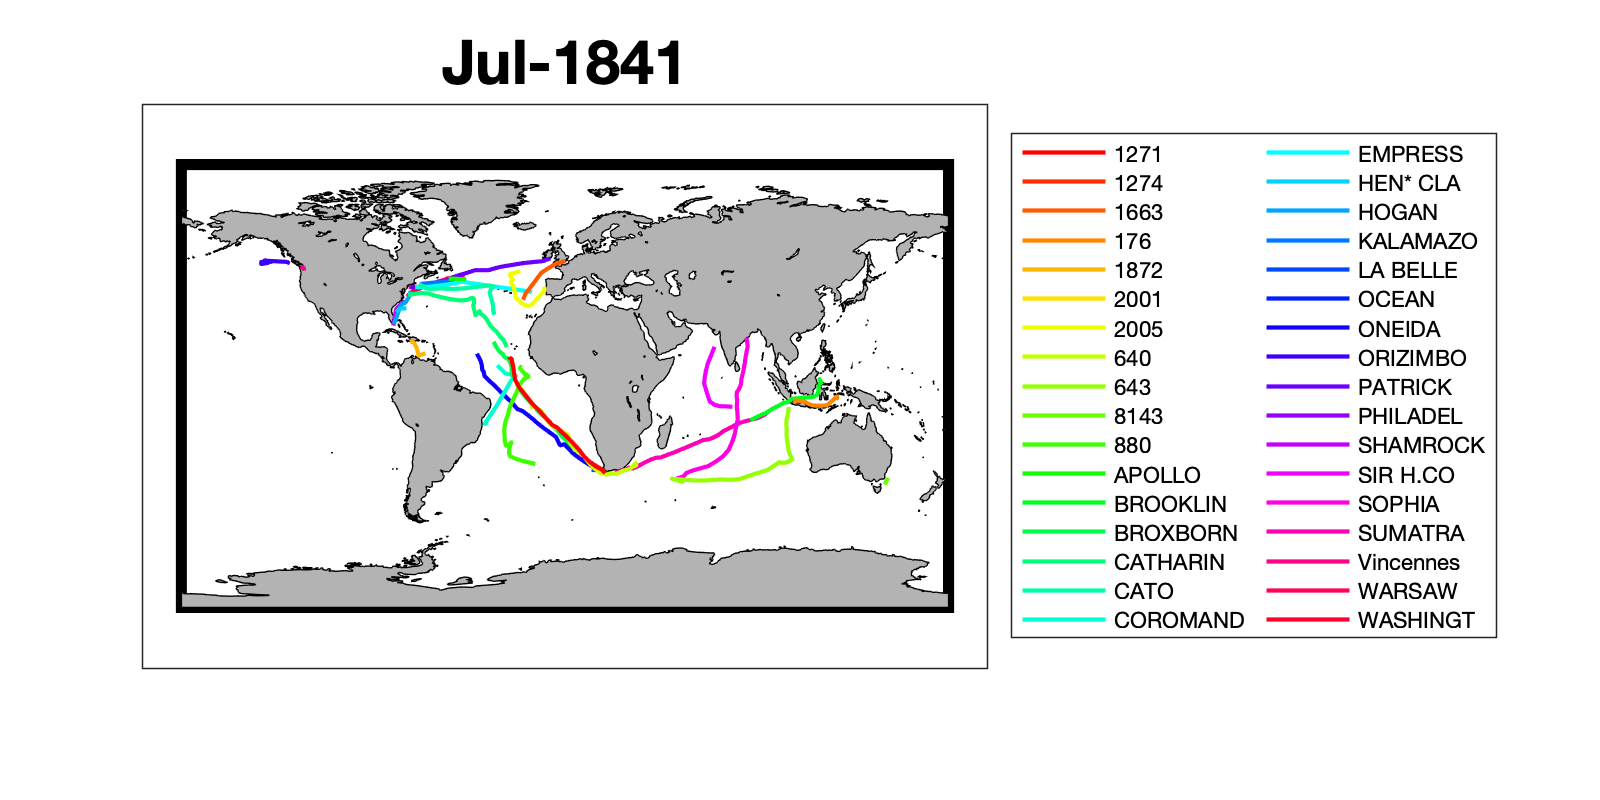 Jul-1841
1271
1274
1663
176
1872
2001
2005
640
643
8143
880
APOLLO
BROOKLIN
BROXBORN
CATHARIN
CATO
COROMAND
EMPRESS
HEN* CLA
HOGAN
KALAMAZO
LA BELLE
OCEAN
ONEIDA
ORIZIMBO
PATRICK
PHILADEL
SHAMROCK
SIR H.CO
SOPHIA
SUMATRA
Vincennes
WARSAW
WASHINGT